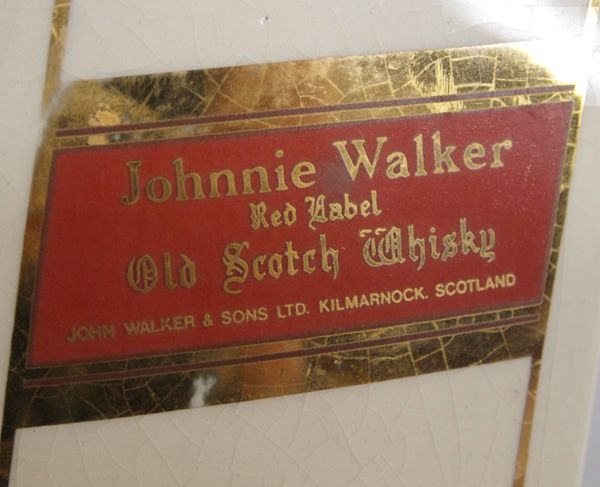 Johnnie Walker
Red Label
Old Scotch Whisky
JOHN WALKER & SONS LTD. KILMARNOCK. SCOTLAND